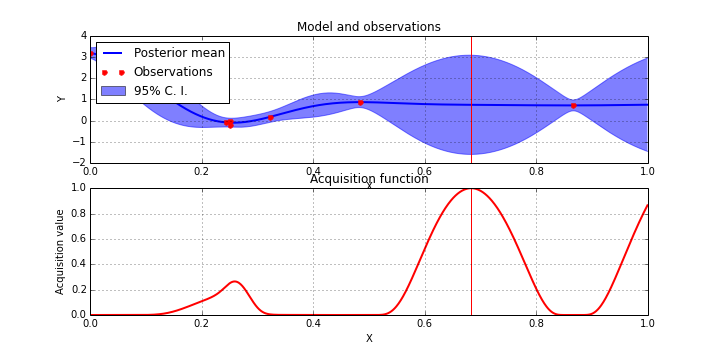 Model and observations
4
3
2
1
0
−1
−2
Y
Posterior mean
Observations
95% C. I.
0.0 0.2 0.4 0.6 0.8 1.0
X
Acquisition function
1.0
0.8
0.6
0.4
0.2
0.0
Acquisition value
0.0 0.2 0.4 0.6 0.8 1.0
X